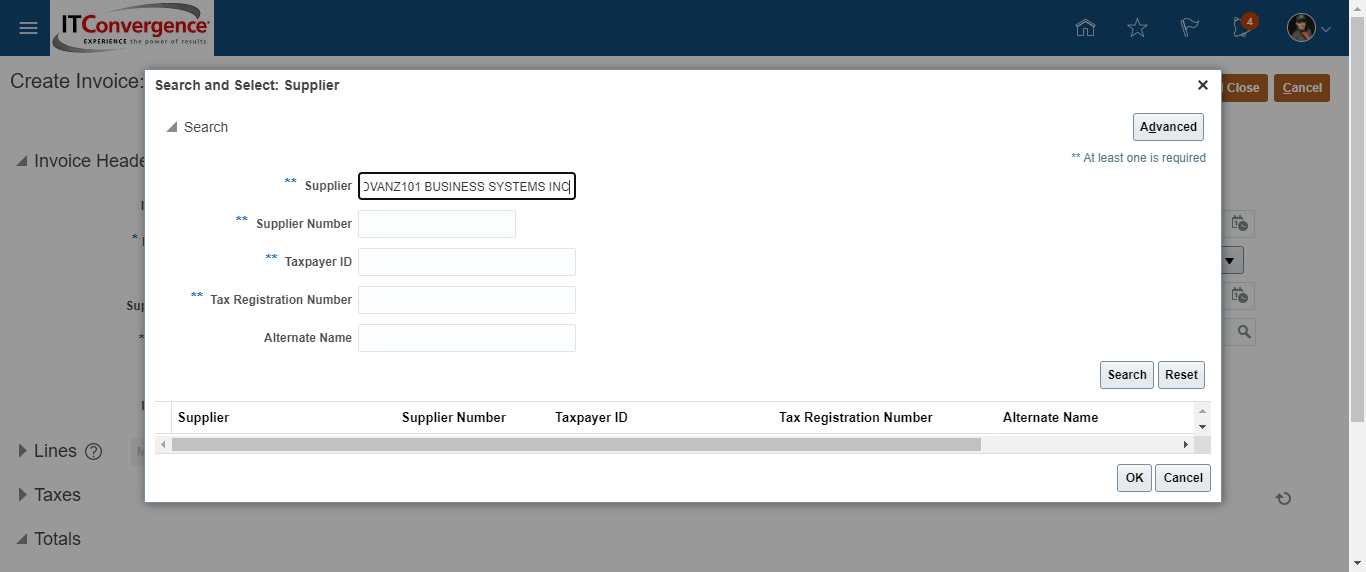 ITConvergence
EXPERIENCE the power of results
4
Create Invoice:
Search and Select: Supplier
Close
Cancel
Search
Advanced
** At least one is required
Invoice Heade
** Supplier
OVANZ101 BUSINESS SYSTEMS INC
** Supplier Number
*
** Taxpayer ID
** Tax Registration Number
Sup
*
Alternate Name
Search
Reset
Supplier Supplier Number Taxpayer ID Tax Registration Number Alternate Name
Lines ?
M
OK
Cancel
Taxes
Totals